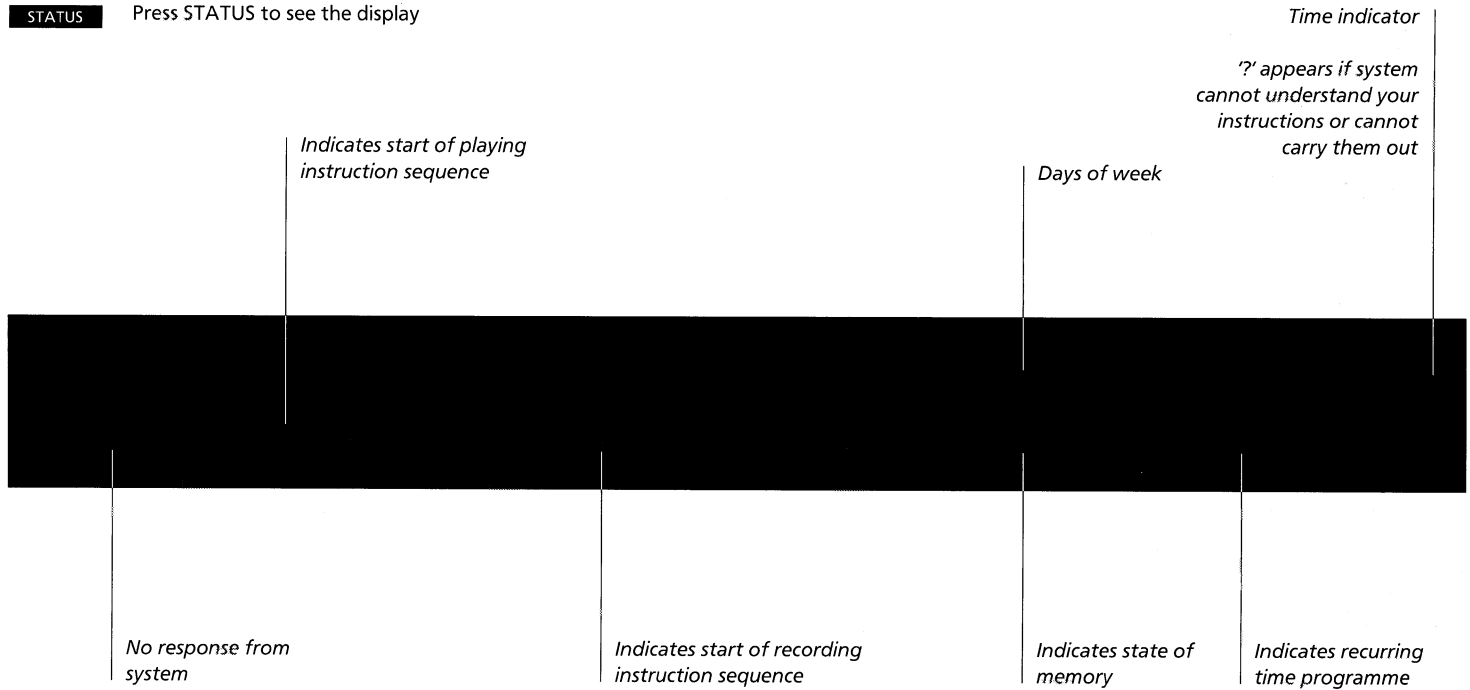 STATUS Press STATUS to see the display
Time indicator
'?' appears if system
cannot understand your
instructions or cannot
carry them out
Indicates start of playing
instruction sequence
Days of week
No response from
system
Indicates start of recording
instruction sequence
Indicates state of
memory
Indicates recurring
time programme